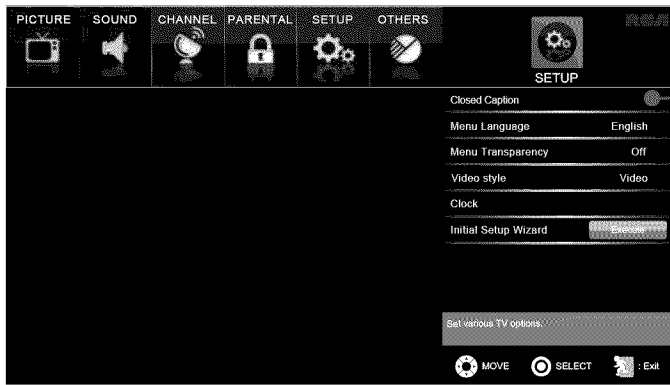 PICTURE SOUND CHANNEL PARENTAL SETUP OTHERS
RCA
SETUP
Closed Caption
Menu Language English
Menu Transparency Off
Video style Video
Clock
Initial Setup Wizard Execute
Set various TV options.
MOVE SELECT : Exit